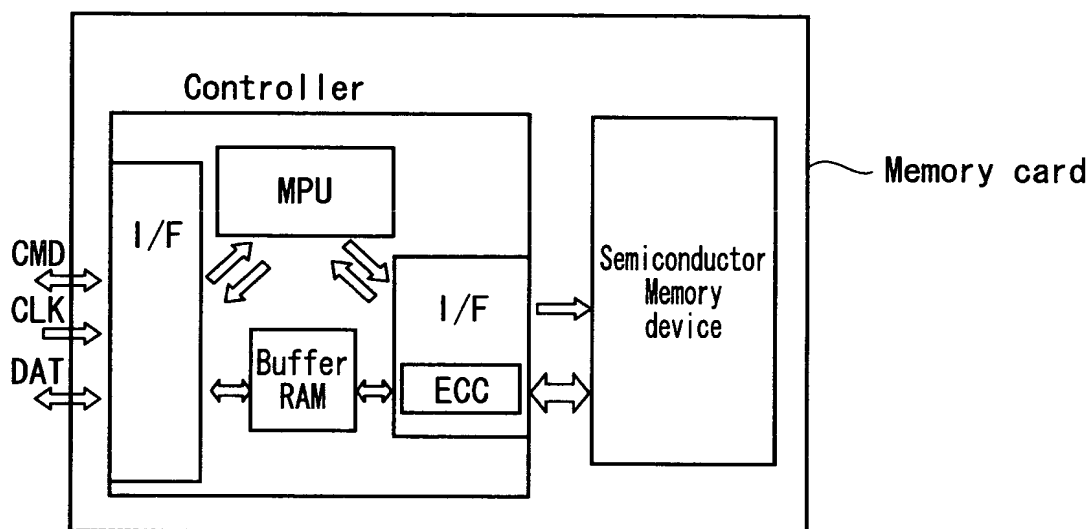 Controller
Memory card
MPU
I/F
CMD
CLK
DAT
I/F
Buffer
RAM
ECC
Semiconductor
Memory
device